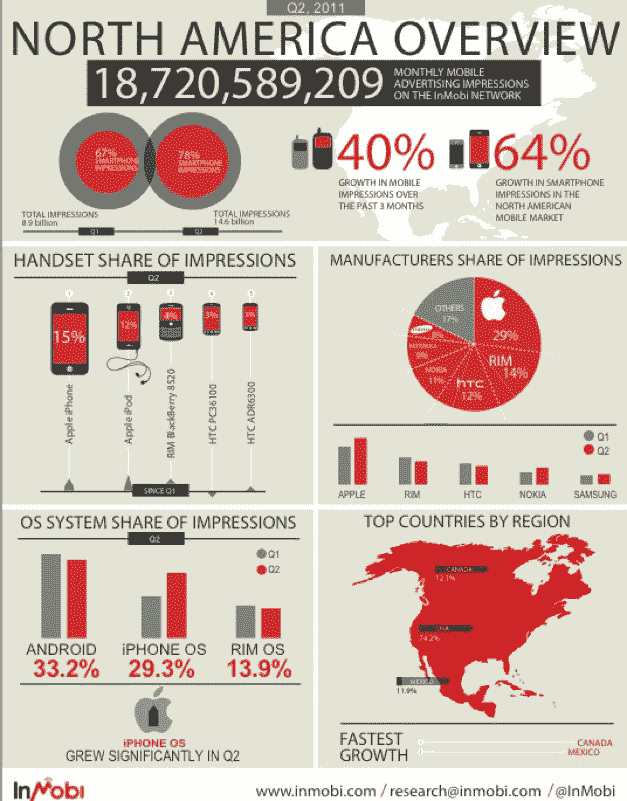 Q2, 2011
NORTH AMERICA OVERVIEW
18,720,589,209
MONTHLY MOBILE
ADVERTISING IMPRESSIONS
ON THE InMobi NETWORK
67%
SMARTPHONE
IMPRESSIONS
78%
SMARTPHONE
IMPRESSIONS
TOTAL IMPRESSIONS
8.9 billion
TOTAL IMPRESSIONS
14.6 billion
Q1
Q2
40%
GROWTH IN MOBILE
IMPRESSIONS OVER
THE PAST 3 MONTHS
64%
GROWTH IN SMARTPHONE
IMPRESSIONS IN THE
NORTH AMERICAN
MOBILE MARKET
HANDSET SHARE OF IMPRESSIONS
Q2
1
2
3
4
5
15%
12%
4%
Apple iPhone
Apple iPod
RIM BlackBerry 8520
HTC PC36100
HTC ADR6300
SINCE Q1
MANUFACTURERS SHARE OF IMPRESSIONS
OTHERS
17%
29%
RIM
14%
hTC
12%
NOKIA
11%
9%
8%
Q1
Q2
APPLE
RIM
HTC
NOKIA
SAMSUNG
OS SYSTEM SHARE OF IMPRESSIONS
Q2
Q1
Q2
ANDROID
33.2%
iPHONE OS
29.3%
RIM OS
13.9%
iPHONE OS
GREW SIGNIFICANTLY IN Q2
TOP COUNTRIES BY REGION
CANADA
12.1%
USA
74.2%
MEXICO
11.9%
FASTEST
GROWTH
CANADA
MEXICO
InMobi
www.inmobi.com / research@inmobi.com / @InMobi